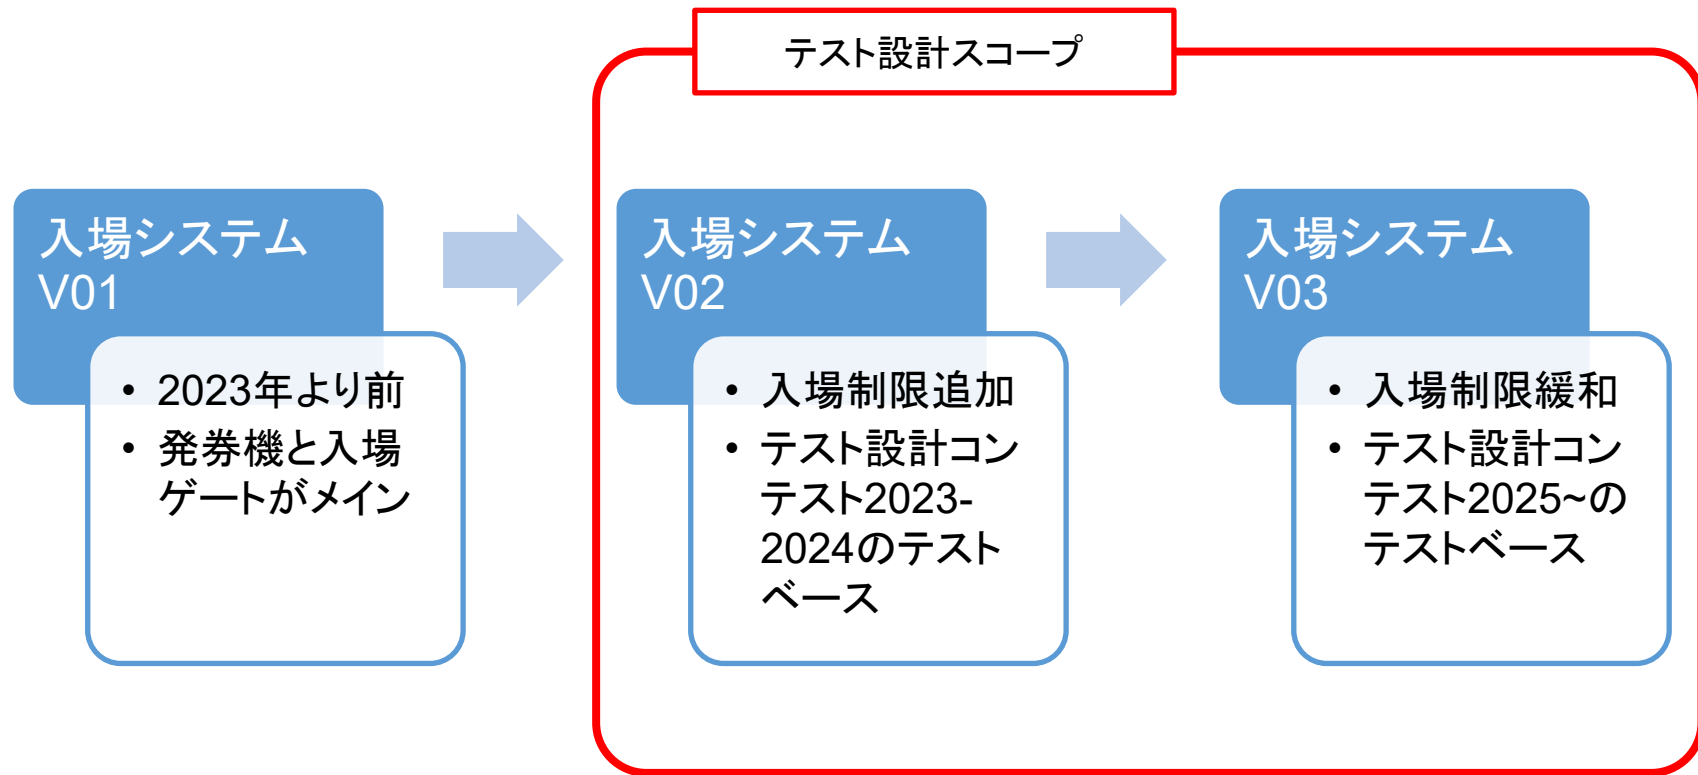 テスト設計スコープ
入場システム
V01
• 2023年より前
• 発券機と入場
ゲートがメイン
入場システム
V02
• 入場制限追加
• テスト設計コン
テスト2023-
2024のテスト
ベース
入場システム
V03
• 入場制限緩和
• テスト設計コン
テスト2025~の
テストベース